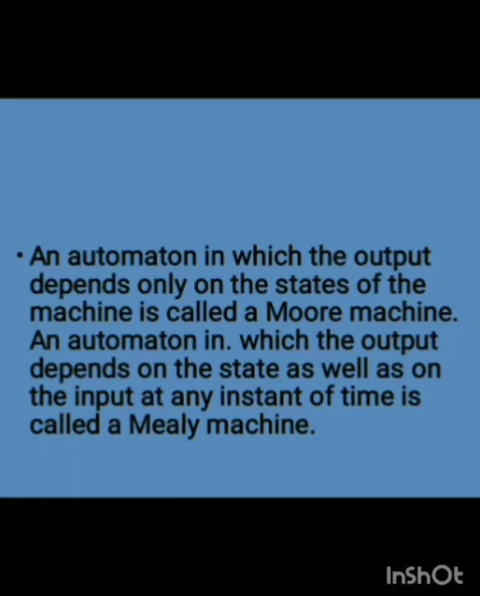 • An automaton in which the output
depends only on the states of the
machine is called a Moore machine.
An automaton in. which the output
depends on the state as well as on
the input at any instant of time is
called a Mealy machine.
InShOt